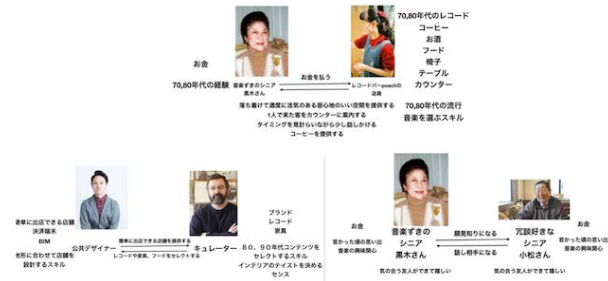 70,80年代のレコード
コーヒー
お酒
フード
椅子
テーブル
カウンター
70,80年代の流行
音楽を選ぶスキル
お金
70,80年代の経験
音楽ずきのシニア
黒木さん
お金を払う
レコードバーpeachの
店員
落ち着けて適度に活気のある居心地のいい空間を提供する
1人で来た客をカウンターに案内する
タイミングを見計らいながら少し話しかける
コーヒーを提供する
簡単に出店できる店舗
決済端末
BIM
地形に合わせて店舗を
設計するスキル
公共デザイナー
簡単に出店できる店舗を提供する
レコードや家具、フードをセレクトする
キュレーター
ブランド
レコード
家具
80、90年代コンテンツを
セレクトするスキル
インテリアのテイストを決める
センス
お金
若かった頃の思い出
音楽の興味関心
音楽ずきの
シニア
黒木さん
顔見知りになる
話し相手になる
冗談好きな
シニア
小松さん
お金
若かった頃の思い出
音楽の興味関心
気の合う友人ができて嬉しい
気の合う友人ができて嬉しい